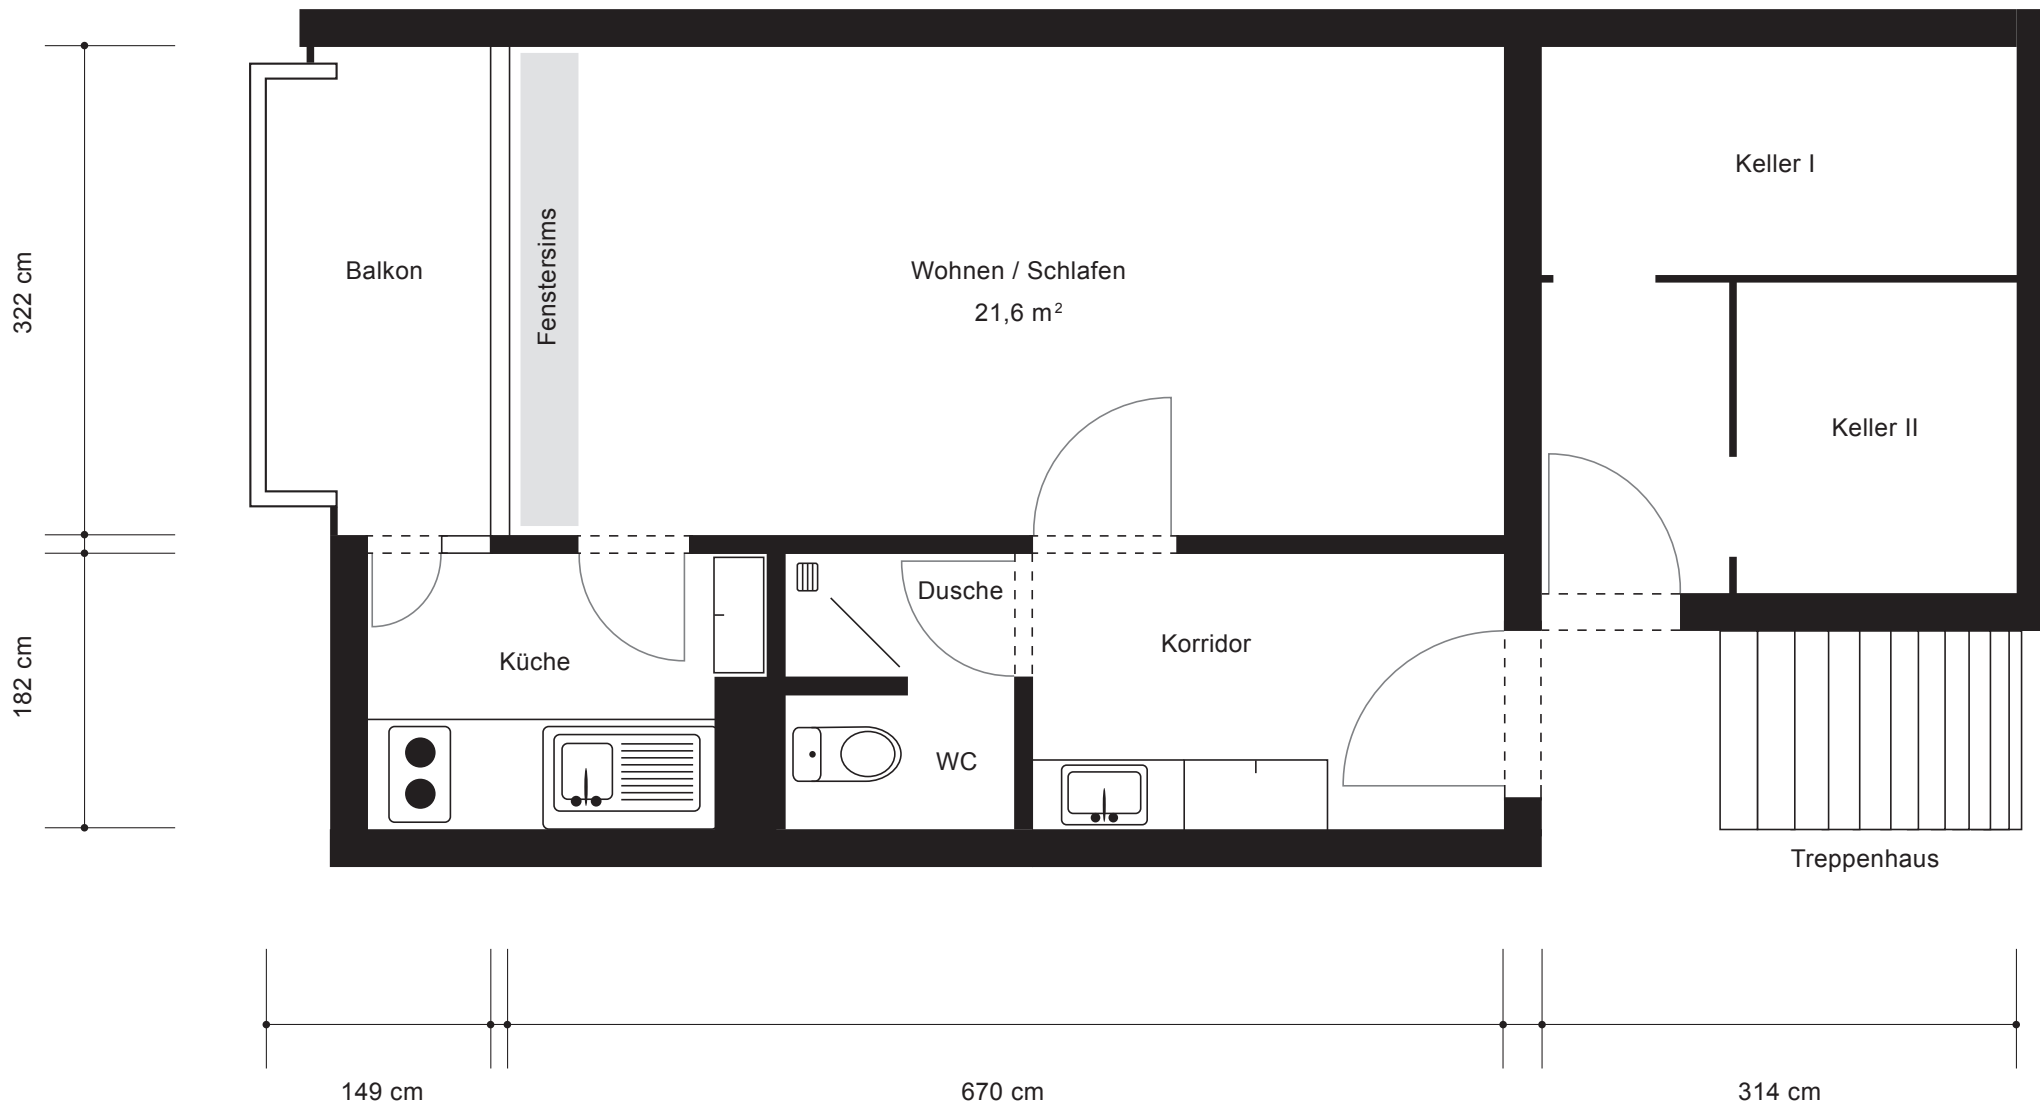 Keller I
322 cm
Balkon
Fenstersims
Wohnen / Schlafen
21,6 m²
Keller II
182 cm
Küche
Dusche
Korridor
WC
Treppenhaus
149 cm
670 cm
314 cm